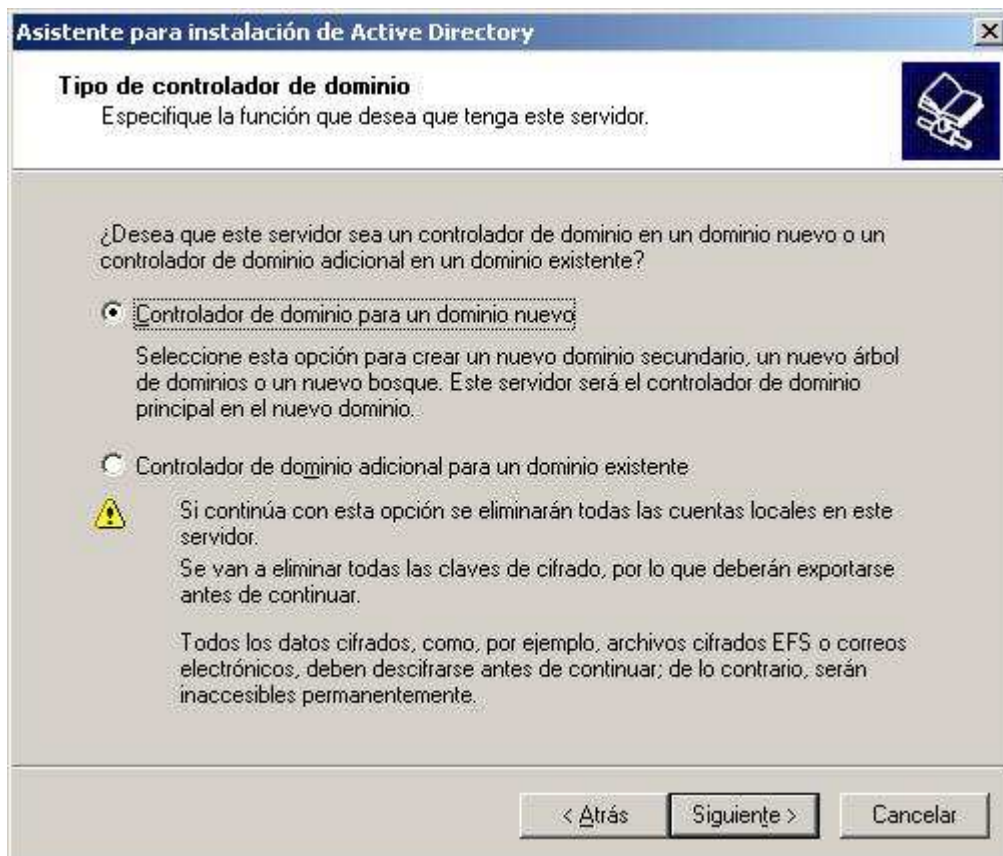 Asistente para instalación de Active Directory
Tipo de controlador de dominio
Especifique la función que desea que tenga este servidor.
¿Desea que este servidor sea un controlador de dominio en un dominio nuevo o un
controlador de dominio adicional en un dominio existente?
Controlador de dominio para un dominio nuevo
Seleccione esta opción para crear un nuevo dominio secundario, un nuevo árbol
de dominios o un nuevo bosque. Este servidor será el controlador de dominio
principal en el nuevo dominio.
Controlador de dominio adicional para un dominio existente
Si continúa con esta opción se eliminarán todas las cuentas locales en este
servidor.
Se van a eliminar todas las claves de cifrado, por lo que deberán exportarse
antes de continuar.
Todos los datos cifrados, como, por ejemplo, archivos cifrados EFS o correos
electrónicos, deben descifrarse antes de continuar; de lo contrario, serán
inaccesibles permanentemente.
< Atrás
Siguiente >
Cancelar